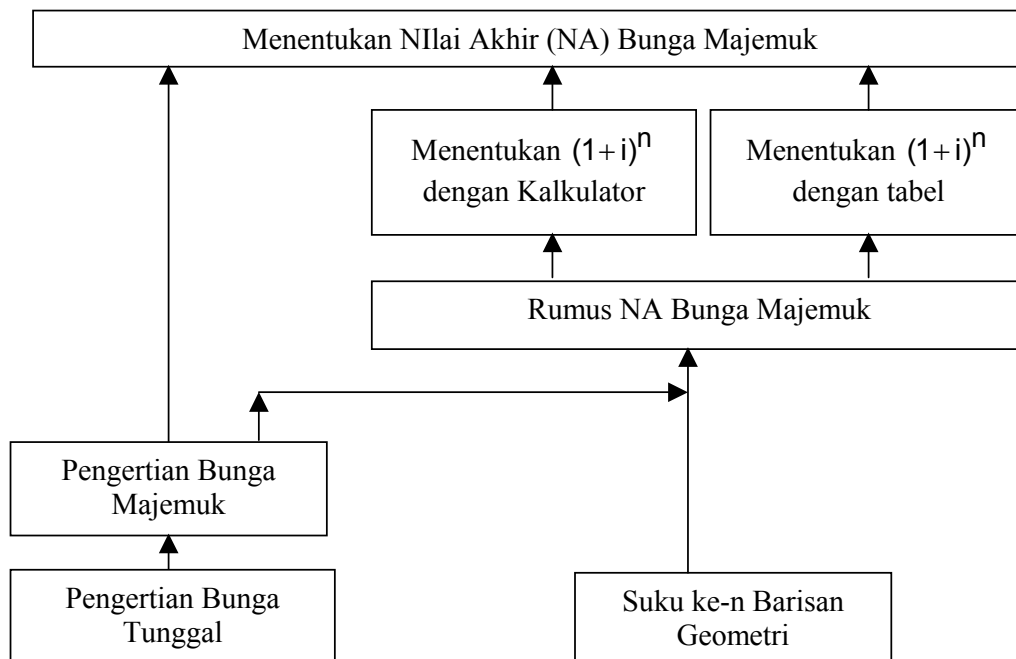 Menentukan NIlai Akhir (NA) Bunga Majemuk
Menentukan (1+i)^n
dengan Kalkulator
Menentukan (1+i)^n
dengan tabel
Rumus NA Bunga Majemuk
Pengertian Bunga
Majemuk
Pengertian Bunga
Tunggal
Suku ke-n Barisan
Geometri